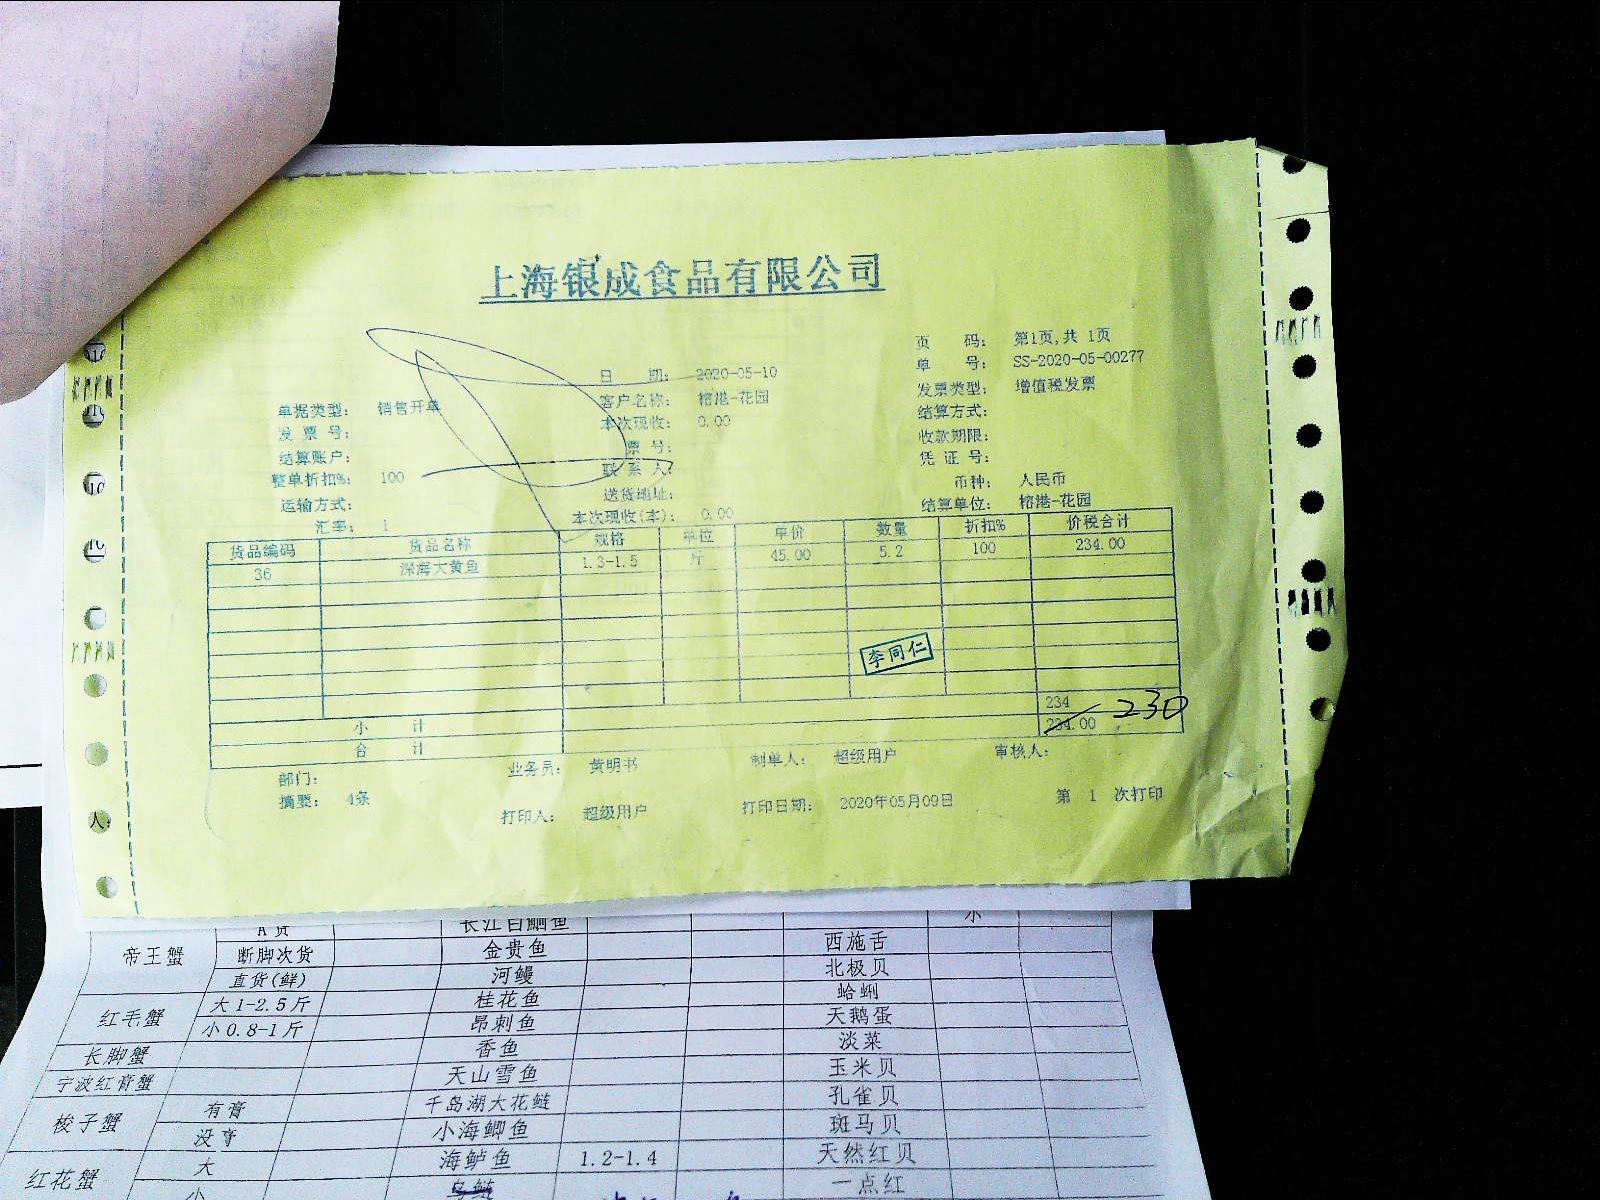 上海银成食品有限公司
页 码： 第1页,共 1页
单 号： SS-2020-05-00277
日 期： 2020-05-10
发票类型： 增值税发票
单据类型： 销售开单
客户名称： 榕港-花园
结算方式：
发 票 号：
本次现收： 0.00
收款期限：
结算账户：
票 号：
凭 证 号：
整单折扣%： 100
联 系 人：
币种： 人民币
运输方式：
送货地址：
结算单位： 榕港-花园
汇率： 1
本次现收(本)： 0.00
货品编码 货品名称 规格 单位 单价 数量 折扣% 价税合计
36 深海大黄鱼 1.3-1.5 斤 45.00 5.2 100 234.00
李同仁
小 计 234
合 计 234.00 230
部门： 业务员： 黄明书 制单人： 超级用户 审核人：
摘要： 4条 打印人： 超级用户 打印日期： 2020年05月09日 第 1 次打印
人：
A货 长江白鮰鱼 小
帝王蟹 断脚次货 金贵鱼 西施舌
直货(鲜) 河鳗 北极贝
红毛蟹 大1-2.5斤 桂花鱼 蛤蜊
小0.8-1斤 昂刺鱼 天鹅蛋
长脚蟹 香鱼 淡菜
宁波红膏蟹 天山雪鱼 玉米贝
梭子蟹 有膏 千岛湖大花鲢 孔雀贝
没膏 小海鲫鱼 斑马贝
红花蟹 大 海鲈鱼 1.2-1.4 天然红贝
小 乌鲢 一点红